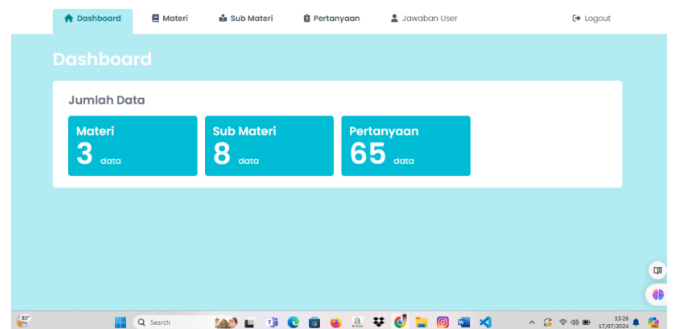 Dashboard Materi Sub Materi Pertanyaan Jawaban User Logout
Dashboard
Jumlah Data
Materi Sub Materi Pertanyaan
3 data 8 data 65 data
80°
Search
13:26
17/07/2024